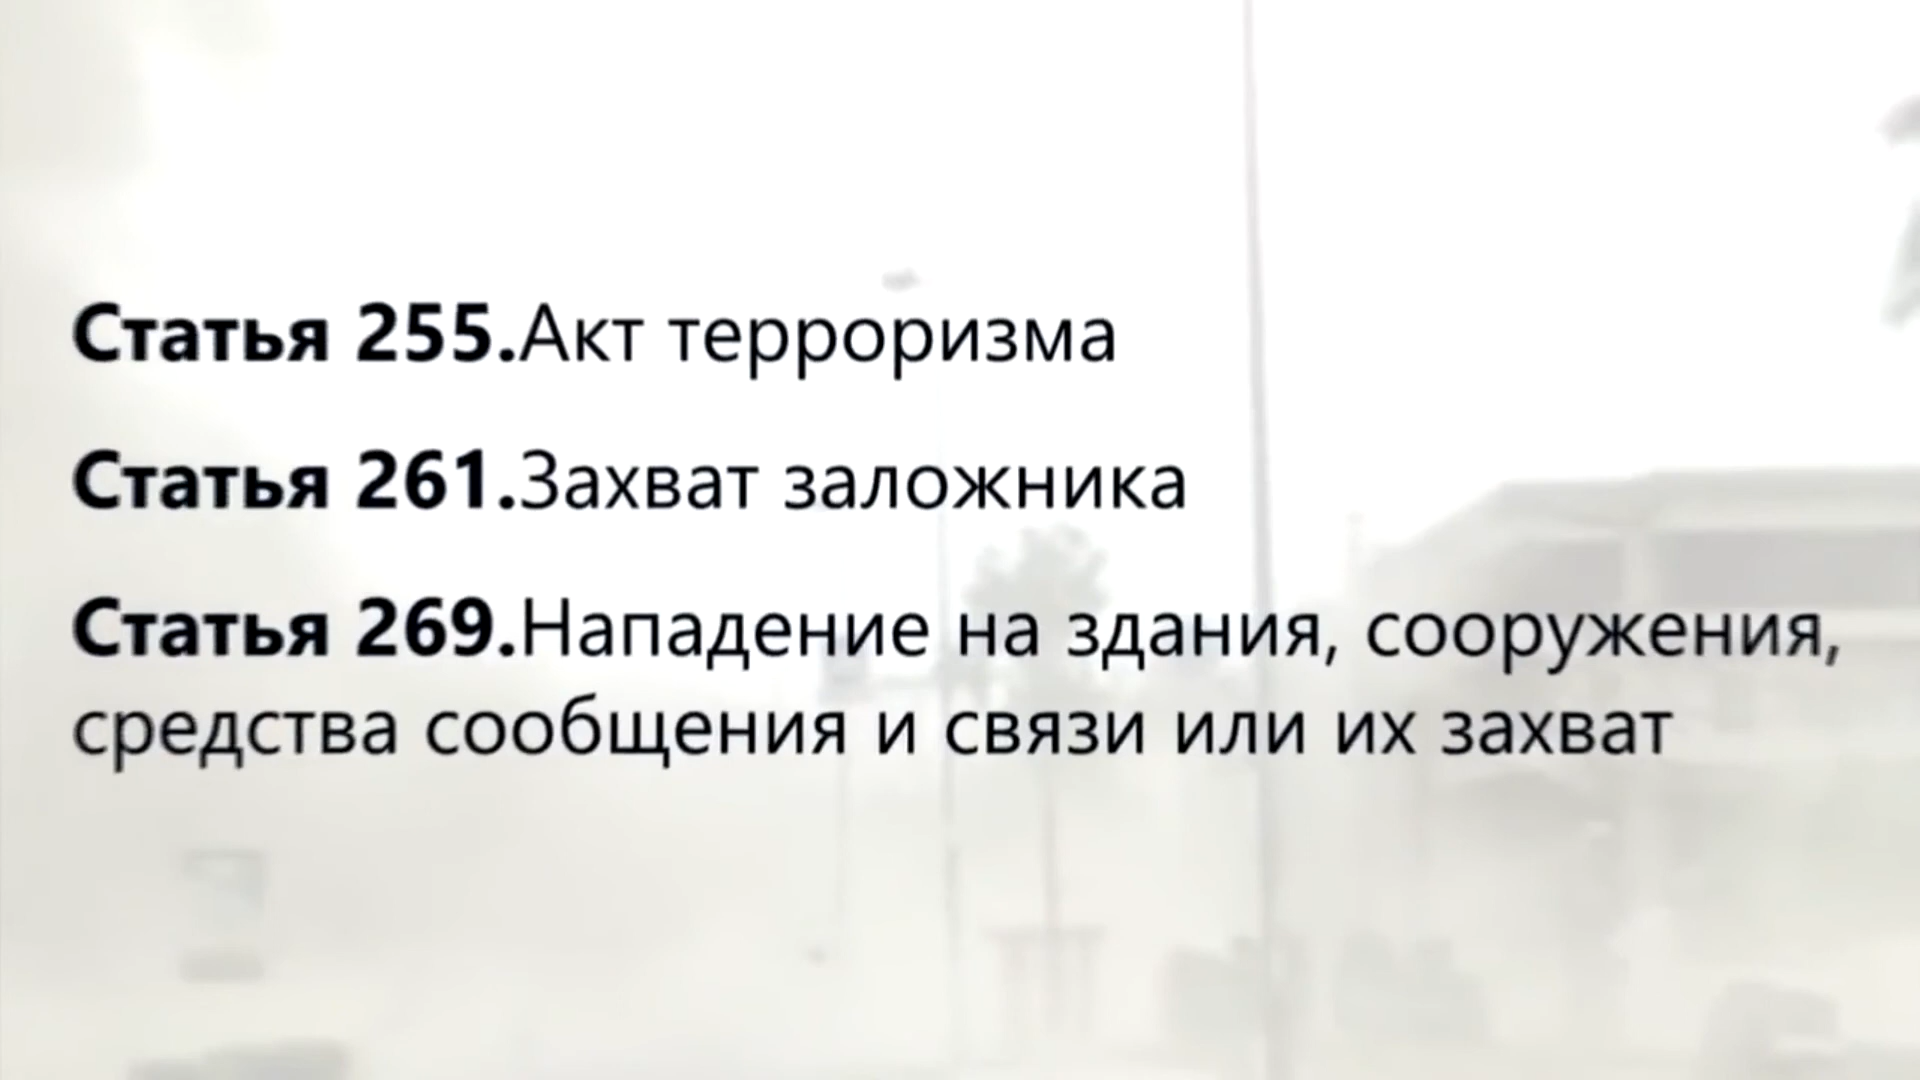 Статья 255.Акт терроризма
Статья 261.Захват заложника
Статья 269.Нападение на здания, сооружения,
средства сообщения и связи или их захват